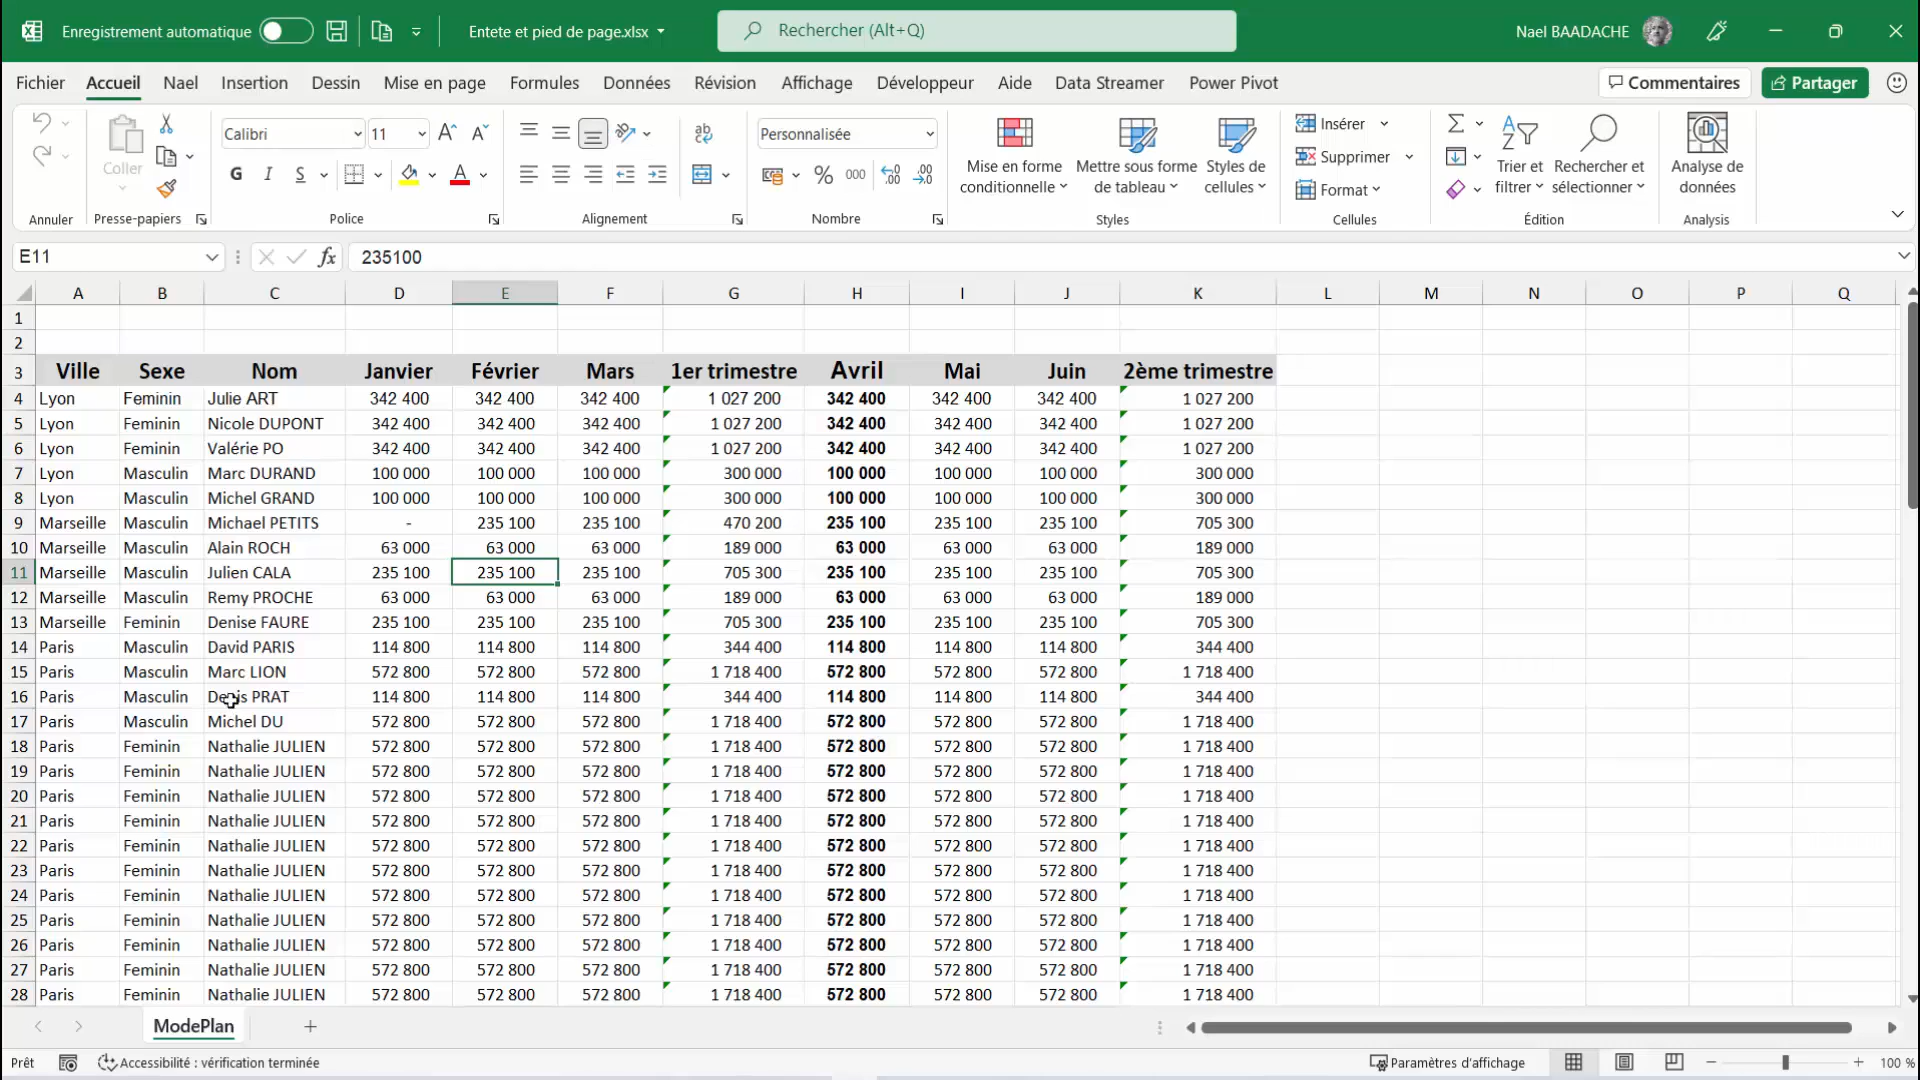 Enregistrement automatique Entete et pied de page.xlsx Rechercher (Alt+Q) Nael BAADACHE
Fichier Accueil Nael Insertion Dessin Mise en page Formules Données Révision Affichage Développeur Aide Data Streamer Power Pivot Commentaires Partager
Coller
Calibri 11
G I S
ab
Personnalisée
% 000
Mise en forme conditionnelle
Mettre sous forme de tableau
Styles de cellules
Insérer
Supprimer
Format
Trier et filtrer
Rechercher et sélectionner
Analyse de données
Annuler Presse-papiers Police Alignement Nombre Styles Cellules Édition Analysis
E11 fx 235100
A B C D E F G H I J K L M N O P Q
1
2
3 Ville Sexe Nom Janvier Février Mars 1er trimestre Avril Mai Juin 2ème trimestre
4 Lyon Feminin Julie ART 342 400 342 400 342 400 1 027 200 342 400 342 400 342 400 1 027 200
5 Lyon Feminin Nicole DUPONT 342 400 342 400 342 400 1 027 200 342 400 342 400 342 400 1 027 200
6 Lyon Feminin Valérie PO 342 400 342 400 342 400 1 027 200 342 400 342 400 342 400 1 027 200
7 Lyon Masculin Marc DURAND 100 000 100 000 100 000 300 000 100 000 100 000 100 000 300 000
8 Lyon Masculin Michel GRAND 100 000 100 000 100 000 300 000 100 000 100 000 100 000 300 000
9 Marseille Masculin Michael PETITS - 235 100 235 100 470 200 235 100 235 100 235 100 705 300
10 Marseille Masculin Alain ROCH 63 000 63 000 63 000 189 000 63 000 63 000 63 000 189 000
11 Marseille Masculin Julien CALA 235 100 235 100 235 100 705 300 235 100 235 100 235 100 705 300
12 Marseille Masculin Remy PROCHE 63 000 63 000 63 000 189 000 63 000 63 000 63 000 189 000
13 Marseille Feminin Denise FAURE 235 100 235 100 235 100 705 300 235 100 235 100 235 100 705 300
14 Paris Masculin David PARIS 114 800 114 800 114 800 344 400 114 800 114 800 114 800 344 400
15 Paris Masculin Marc LION 572 800 572 800 572 800 1 718 400 572 800 572 800 572 800 1 718 400
16 Paris Masculin Denis PRAT 114 800 114 800 114 800 344 400 114 800 114 800 114 800 344 400
17 Paris Masculin Michel DU 572 800 572 800 572 800 1 718 400 572 800 572 800 572 800 1 718 400
18 Paris Feminin Nathalie JULIEN 572 800 572 800 572 800 1 718 400 572 800 572 800 572 800 1 718 400
19 Paris Feminin Nathalie JULIEN 572 800 572 800 572 800 1 718 400 572 800 572 800 572 800 1 718 400
20 Paris Feminin Nathalie JULIEN 572 800 572 800 572 800 1 718 400 572 800 572 800 572 800 1 718 400
21 Paris Feminin Nathalie JULIEN 572 800 572 800 572 800 1 718 400 572 800 572 800 572 800 1 718 400
22 Paris Feminin Nathalie JULIEN 572 800 572 800 572 800 1 718 400 572 800 572 800 572 800 1 718 400
23 Paris Feminin Nathalie JULIEN 572 800 572 800 572 800 1 718 400 572 800 572 800 572 800 1 718 400
24 Paris Feminin Nathalie JULIEN 572 800 572 800 572 800 1 718 400 572 800 572 800 572 800 1 718 400
25 Paris Feminin Nathalie JULIEN 572 800 572 800 572 800 1 718 400 572 800 572 800 572 800 1 718 400
26 Paris Feminin Nathalie JULIEN 572 800 572 800 572 800 1 718 400 572 800 572 800 572 800 1 718 400
27 Paris Feminin Nathalie JULIEN 572 800 572 800 572 800 1 718 400 572 800 572 800 572 800 1 718 400
28 Paris Feminin Nathalie JULIEN 572 800 572 800 572 800 1 718 400 572 800 572 800 572 800 1 718 400
ModePlan
Prêt Accessibilité : vérification terminée Paramètres d'affichage 100 %